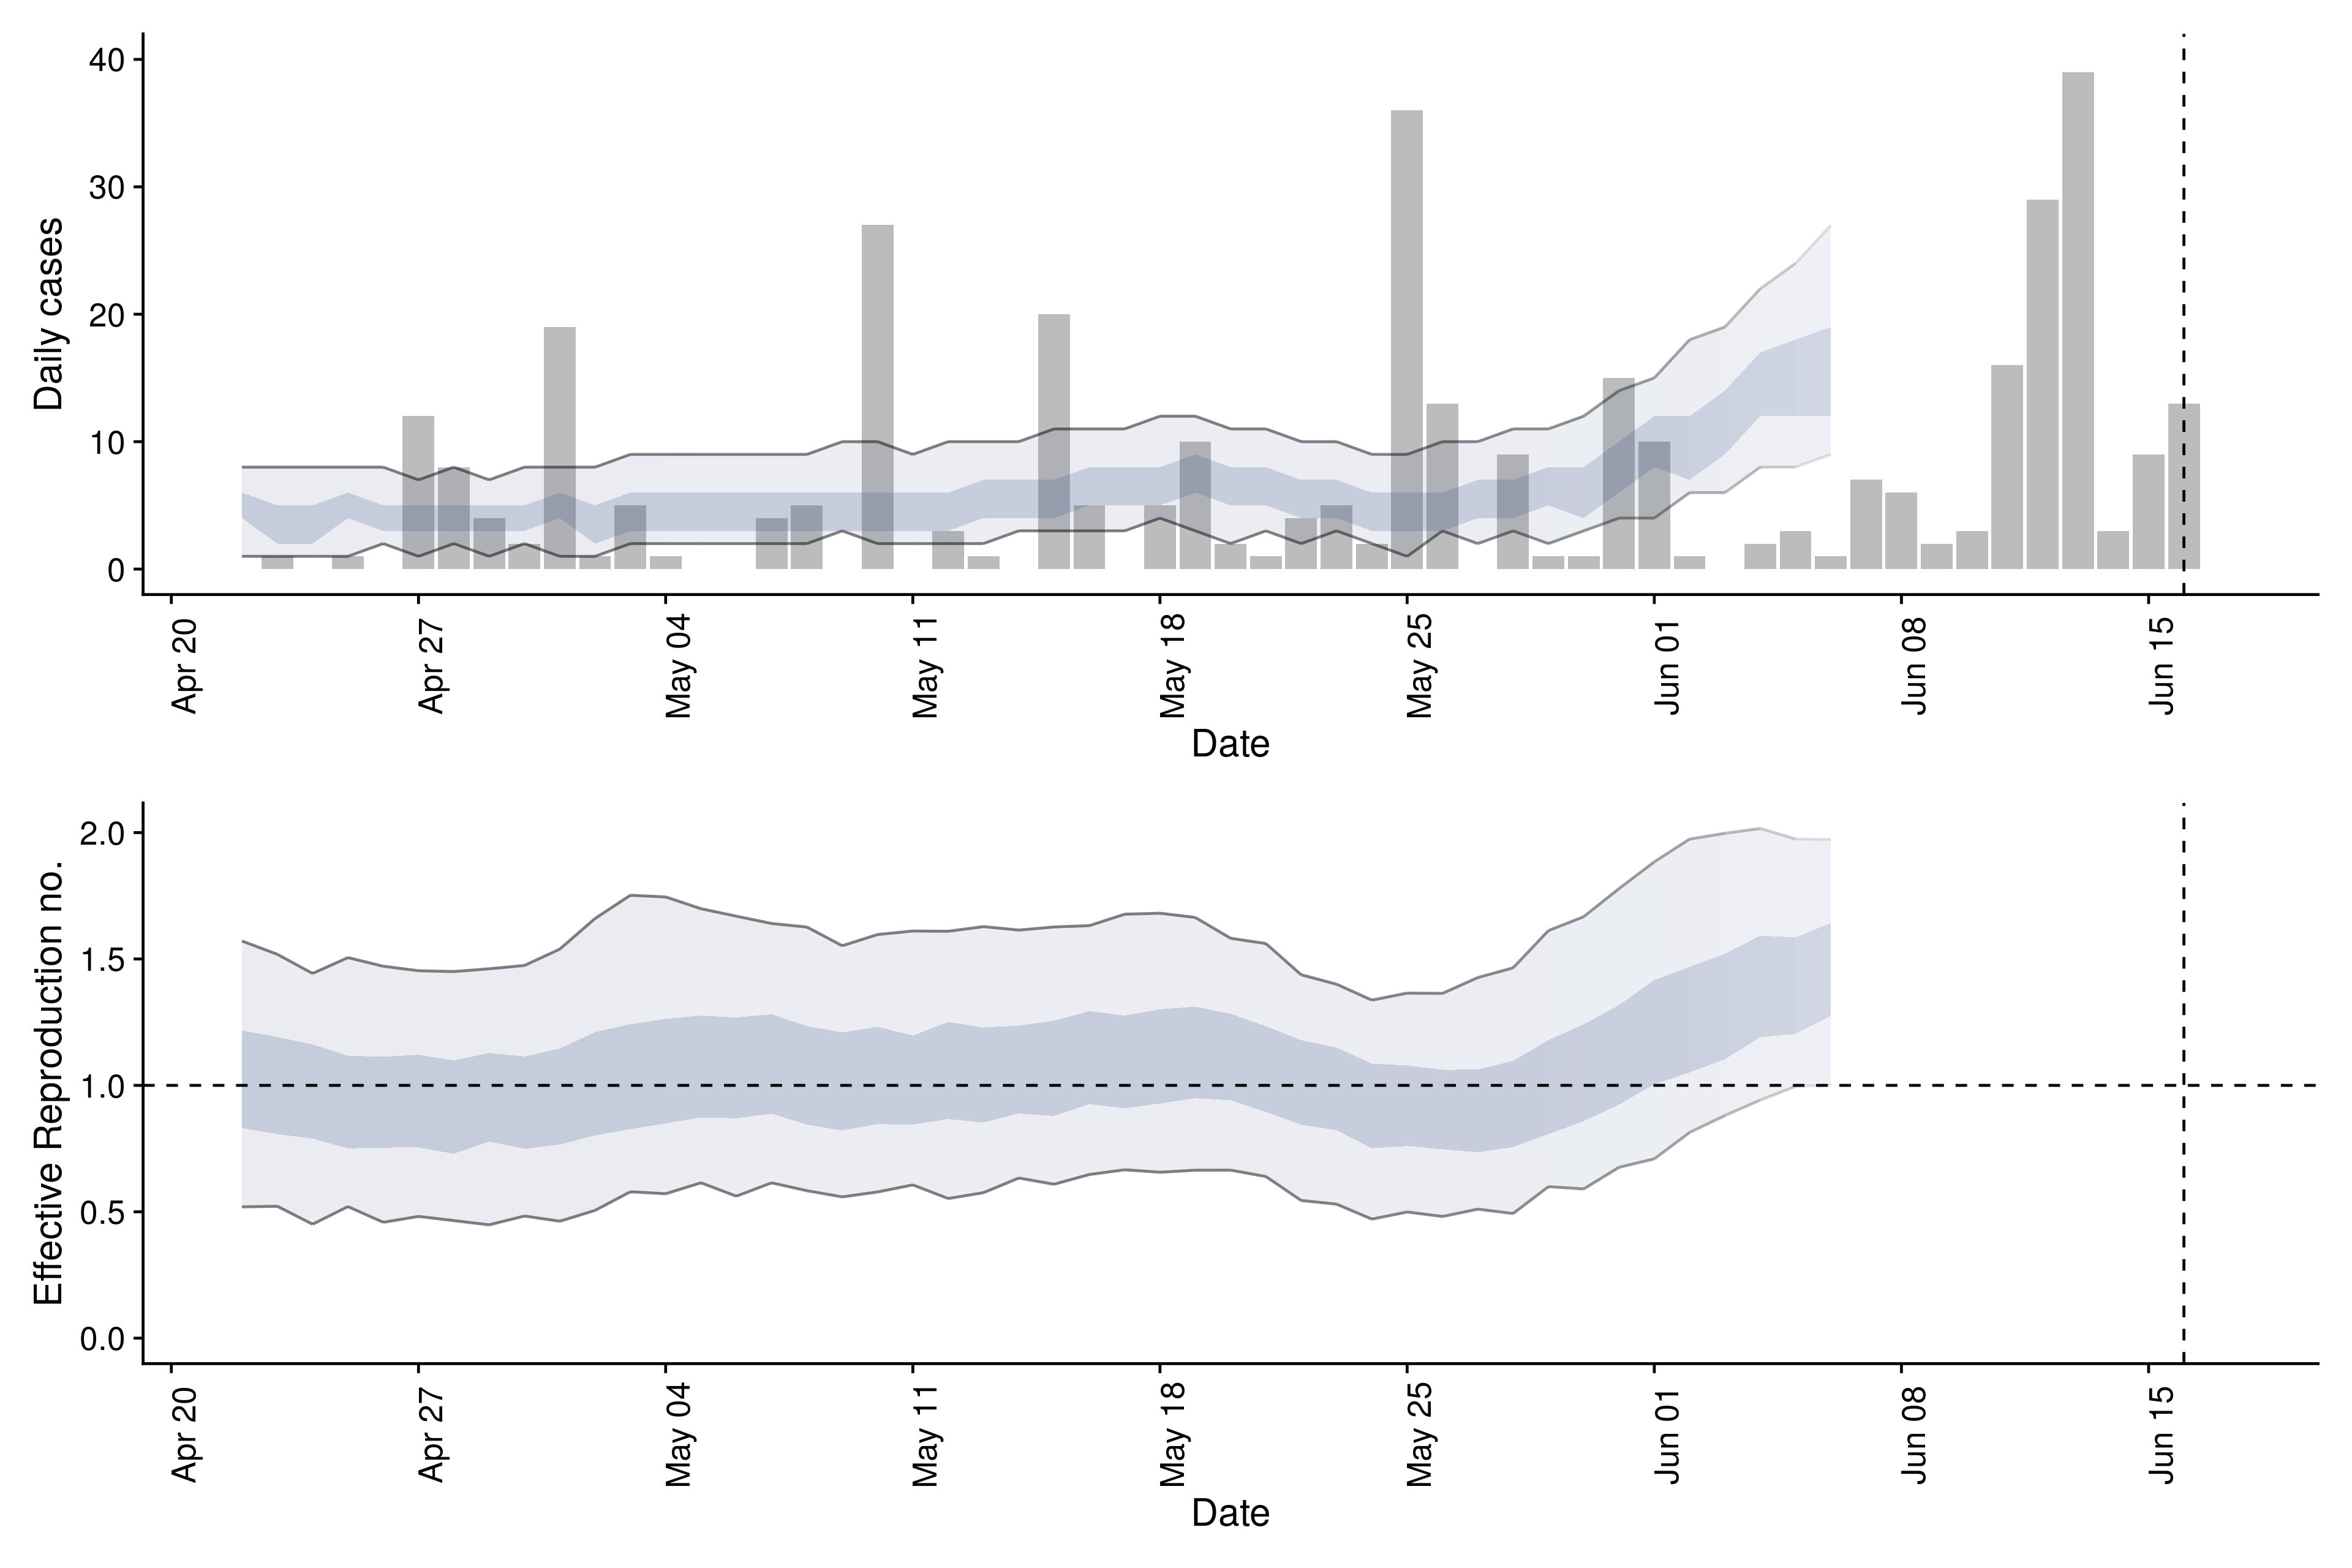 Daily cases
40
30
20
10
0
Apr 20
Apr 27
May 04
May 11
May 18
May 25
Jun 01
Jun 08
Jun 15
Date
Effective Reproduction no.
2.0
1.5
1.0
0.5
0.0
Apr 20
Apr 27
May 04
May 11
May 18
May 25
Jun 01
Jun 08
Jun 15
Date